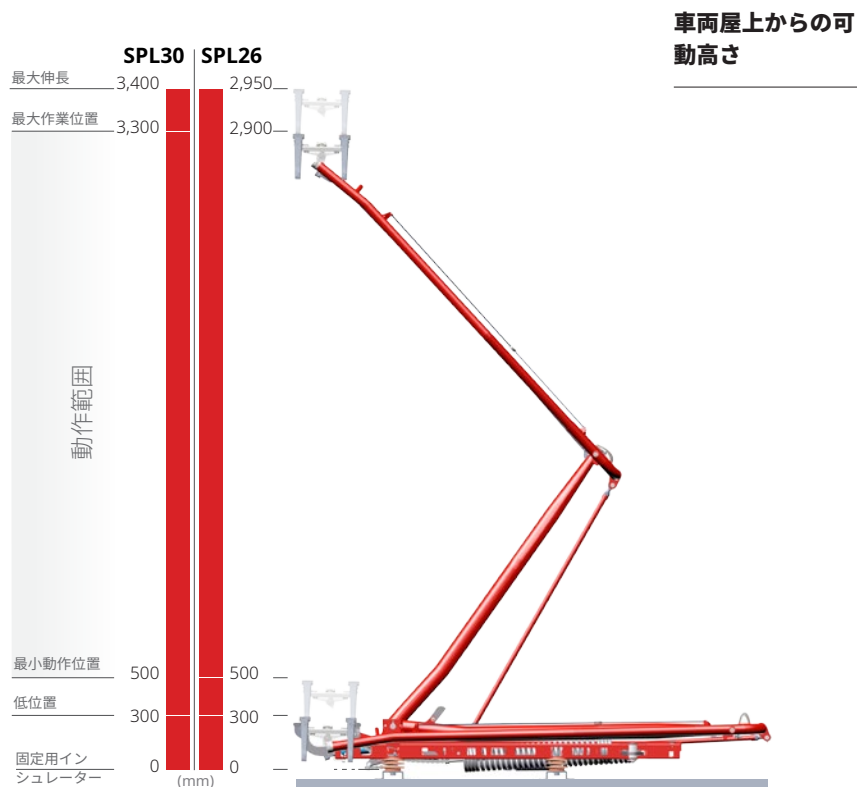 車両屋上からの可
動高さ
SPL30 SPL26
最大伸長 3,400 2,950
最大作業位置 3,300 2,900
動作範囲
最小動作位置 500 500
低位置 300 300
固定用イン
シュレーター 0 0
(mm)